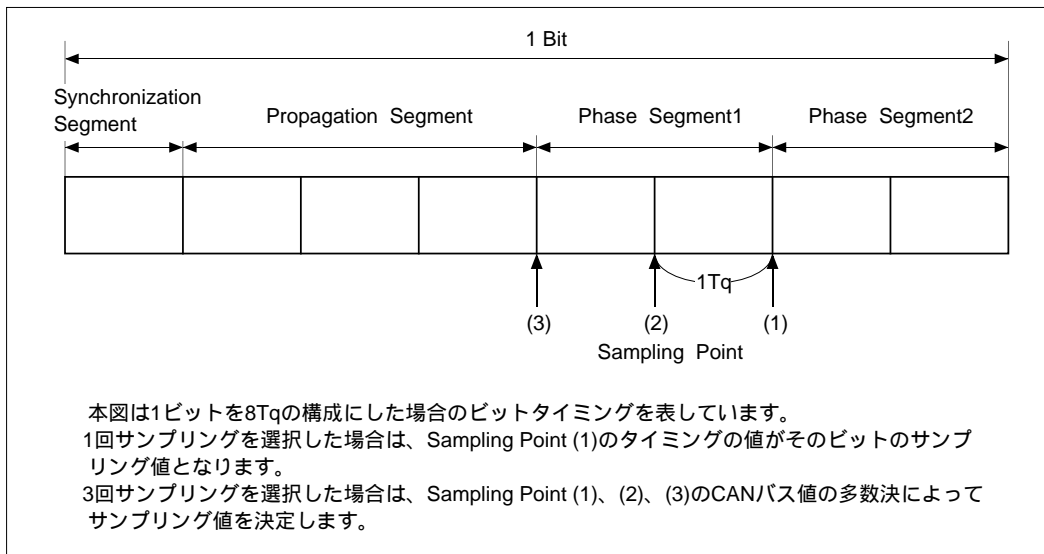 1 Bit
Synchronization
Segment
Propagation Segment
Phase Segment1
Phase Segment2
1Tq
(3)
(2)
(1)
Sampling Point
本図は1ビットを8Tqの構成にした場合のビットタイミングを表しています。
1回サンプリングを選択した場合は、Sampling Point (1)のタイミングの値がそのビットのサンプ
リング値となります。
3回サンプリングを選択した場合は、Sampling Point (1)、(2)、(3)のCANバス値の多数決によって
サンプリング値を決定します。